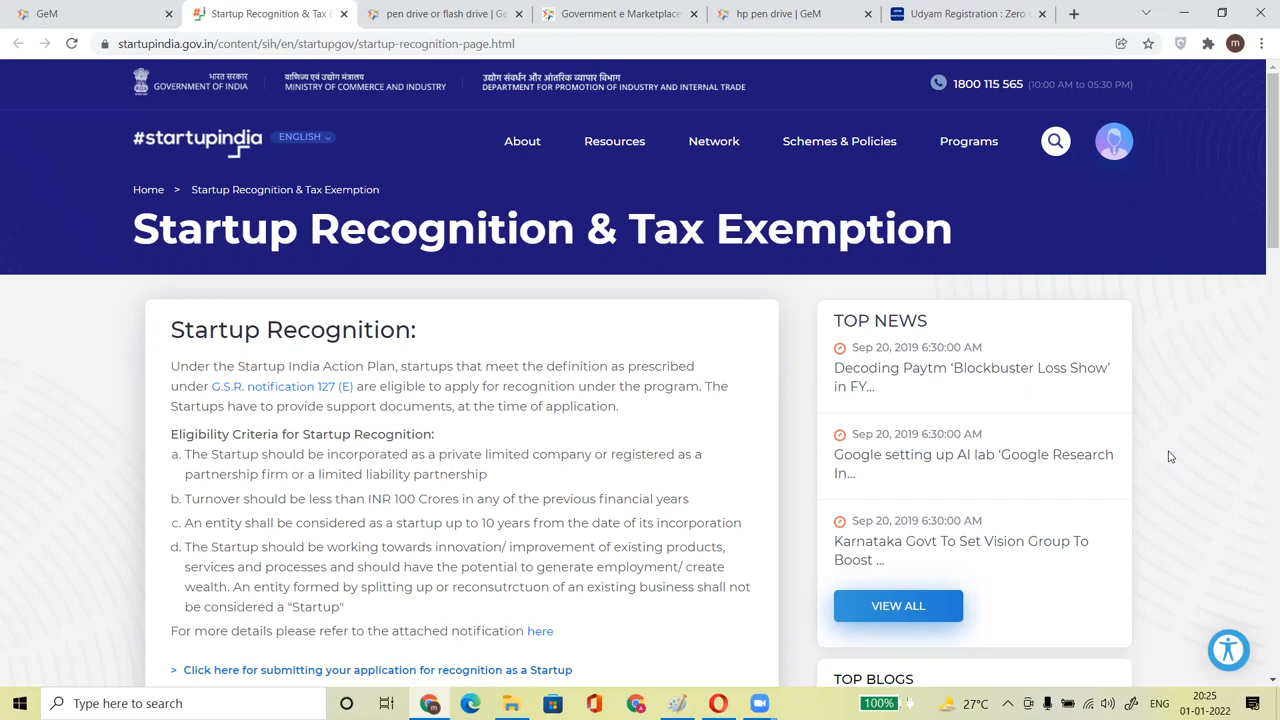 GeM
Startup Recognition & Tax E
pen drive or flash drive | Ge
Government e Marketplace
hp pen drive | GeM
Udyam Registration : Zero c
startupindia.gov.in/content/sih/en/startupgov/startup-recognition-page.html
m
भारत सरकार
GOVERNMENT OF INDIA
वाणिज्य एवं उद्योग मंत्रालय
MINISTRY OF COMMERCE AND INDUSTRY
उद्योग संवर्धन और आंतरिक व्यापार विभाग
DEPARTMENT FOR PROMOTION OF INDUSTRY AND INTERNAL TRADE
1800 115 565 (10:00 AM to 05:30 PM)
#startupindia
ENGLISH
About
Resources
Network
Schemes & Policies
Programs
Home > Startup Recognition & Tax Exemption
Startup Recognition & Tax Exemption
Startup Recognition:
Under the Startup India Action Plan, startups that meet the definition as prescribed
under G.S.R. notification 127 (E) are eligible to apply for recognition under the program. The
Startups have to provide support documents, at the time of application.
Eligibility Criteria for Startup Recognition:
a. The Startup should be incorporated as a private limited company or registered as a
partnership firm or a limited liability partnership
b. Turnover should be less than INR 100 Crores in any of the previous financial years
c. An entity shall be considered as a startup up to 10 years from the date of its incorporation
d. The Startup should be working towards innovation/ improvement of existing products,
services and processes and should have the potential to generate employment/ create
wealth. An entity formed by splitting up or reconsutrctuon of an existing business shall not
be considered a "Startup"
For more details please refer to the attached notification here
> Click here for submitting your application for recognition as a Startup
TOP NEWS
Sep 20, 2019 6:30:00 AM
Decoding Paytm ‘Blockbuster Loss Show’
in FY...
Sep 20, 2019 6:30:00 AM
Google setting up AI lab ‘Google Research
In...
Sep 20, 2019 6:30:00 AM
Karnataka Govt To Set Vision Group To
Boost ...
VIEW ALL
TOP BLOGS
Type here to search
100%
27°C
ENG
20:25
01-01-2022